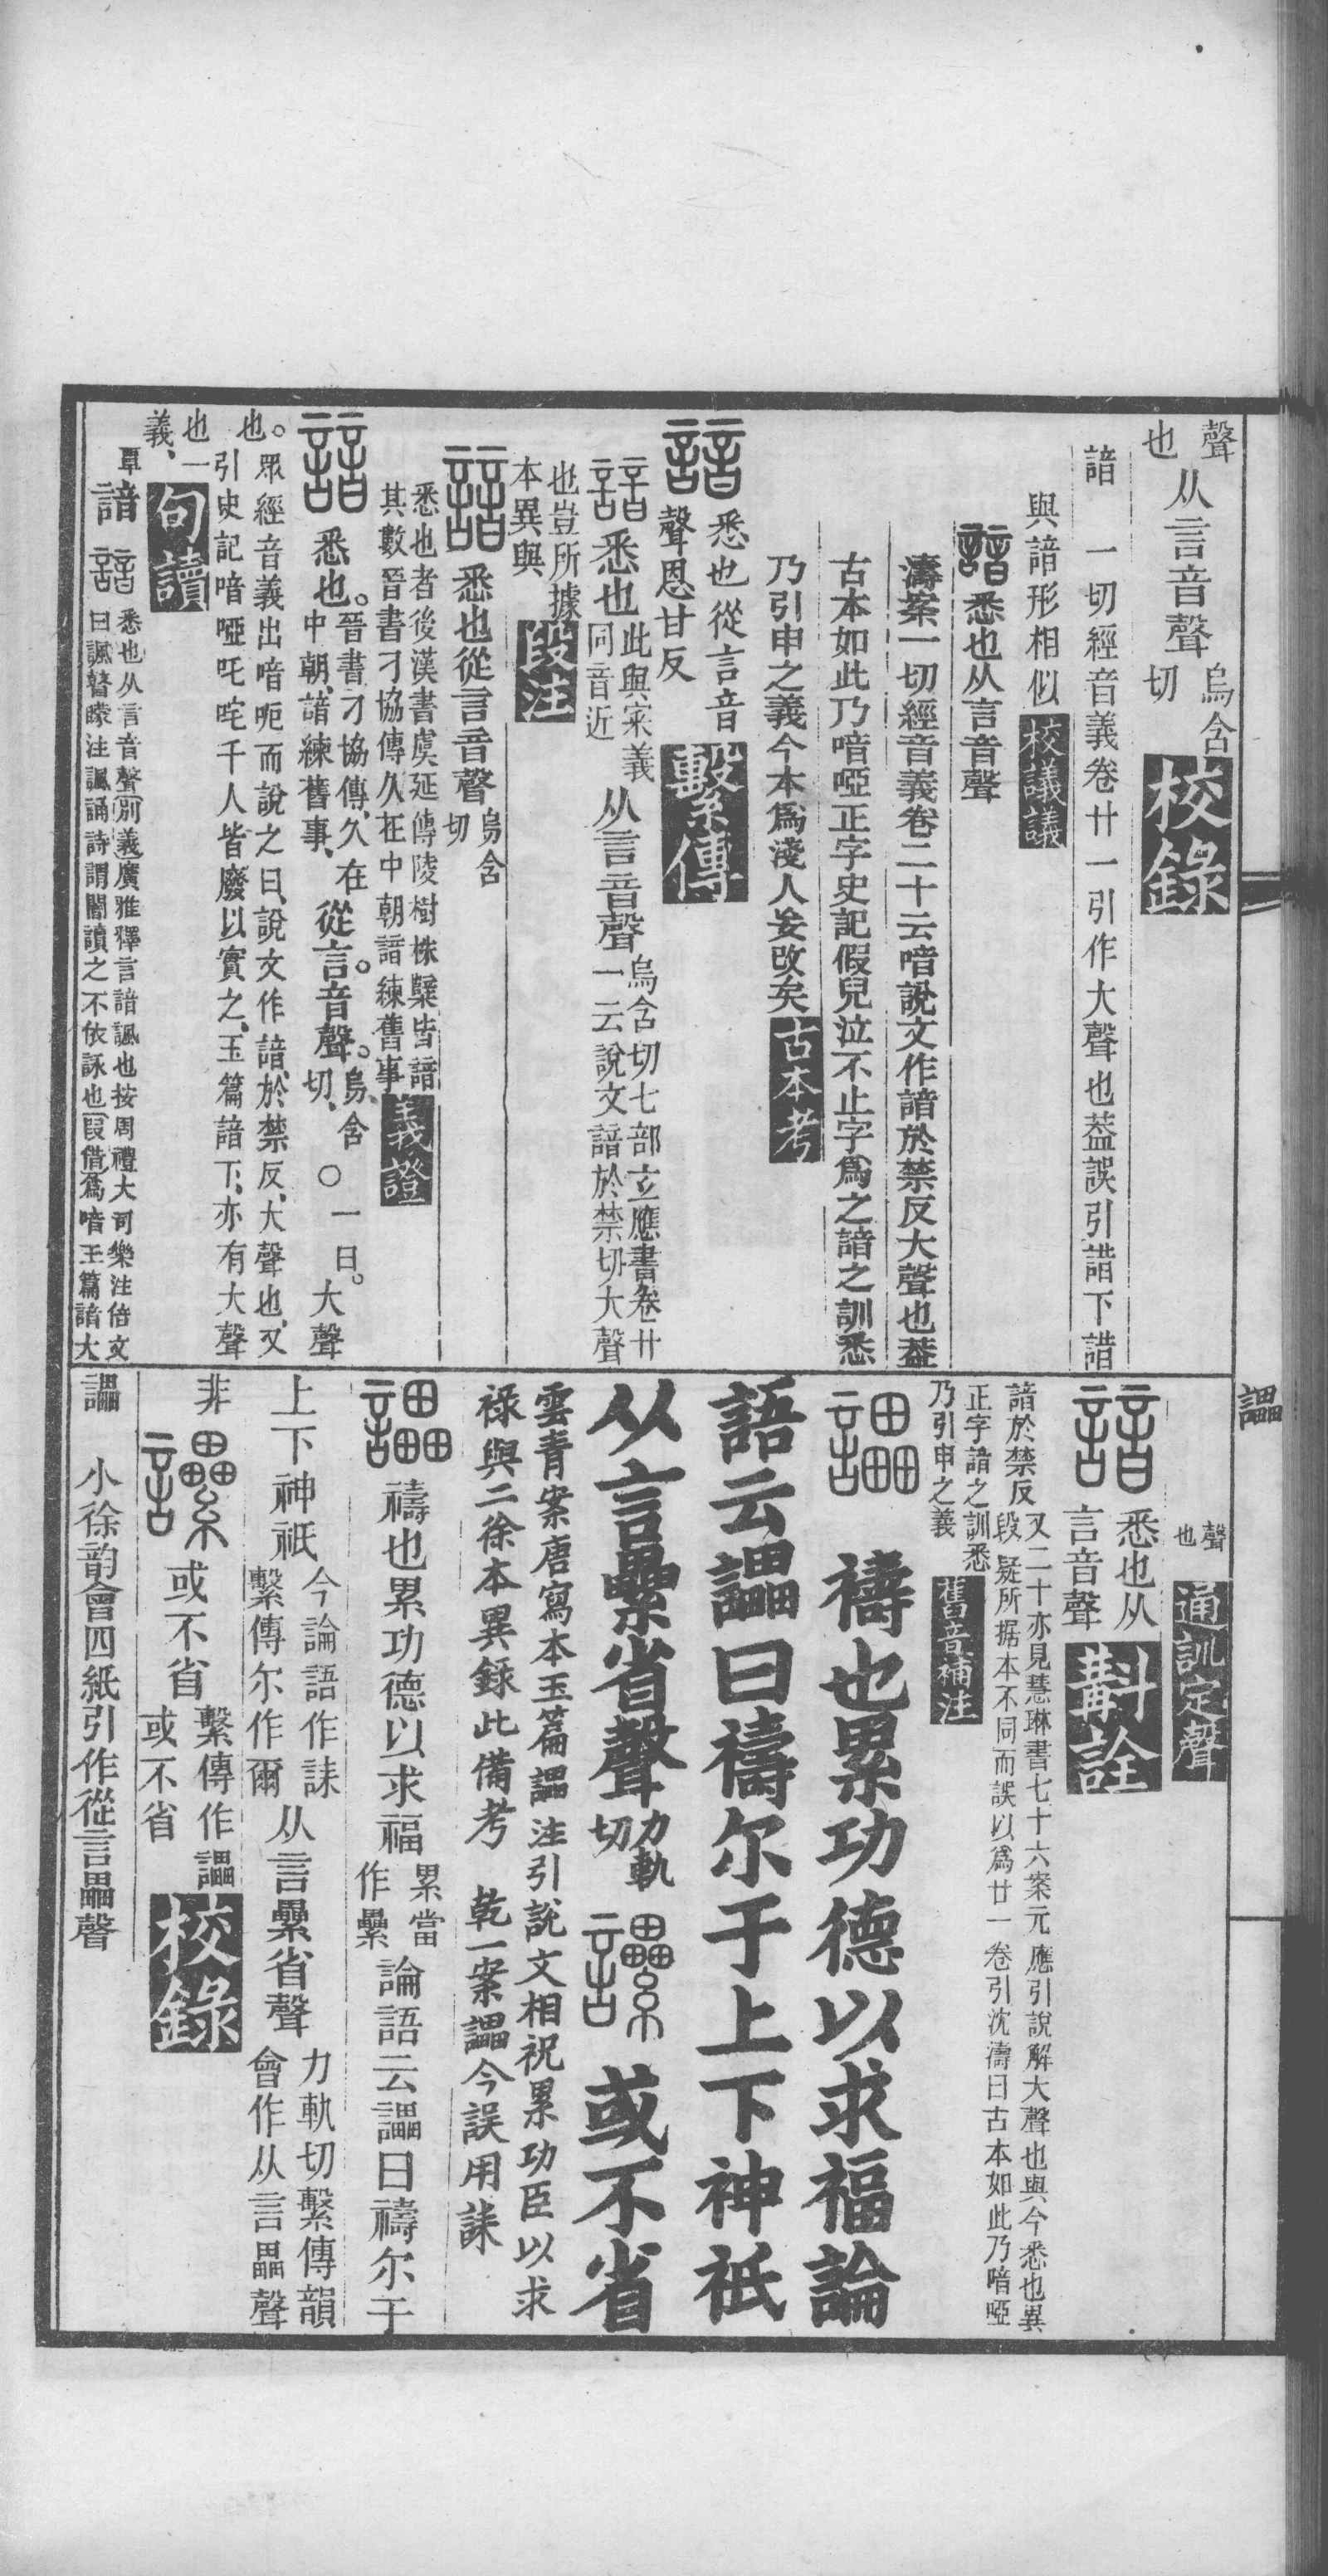 聲
也
从言音聲
烏含
切
校錄
諳 一切經音義卷廿一引作大聲也葢誤引諎下諎
與諳形相似
校議議
悉也从言音聲
濤案一切經音義卷二十云喑說文作諳於禁反大聲也葢
古本如此乃喑啞正字史記假兒泣不止字爲之諳之訓悉
乃引申之義今本爲淺人妄改矣
古本考
悉也從言音
聲恩甘反
繫傳
悉也
此與宷義
同音近
从言音聲
烏含切七部立應書卷廿
一云說文諳於禁切大聲
也豈所據
本異與
段注
悉也從言音聲
烏含
切
悉也者後漢書虞延傳陵樹株櫱皆諳
其數晉書刁協傳久在中朝諳練舊事
義證
悉也。
晉書刁協傳、久在
中朝、諳練舊事、
從言。音聲。
烏、含
切、
○一曰。大聲
也。
眾經音義出喑呃而說之曰、說文作諳、於禁反、大聲也、又
引史記喑啞吒咤千人皆廢以實之、玉篇諳下、亦有大聲
也一
義、
句讀
覃
諳
悉也从言音聲(別義)廣雅釋言諳諷也按周禮大司樂注倍文
曰諷瞽矇注諷誦詩謂闇讀之不依詠也(叚借)爲喑玉篇諳大
諨
聲
也
通訓定聲
悉也从
言音聲
斠詮
諳於禁反
又二十亦見慧琳書七十六案元應引說解大聲也與今悉也異
段疑所据本不同而誤以爲廿一卷引沈濤曰古本如此乃喑啞
正字諳之訓悉
乃引申之義
舊音補注
禱也累功德以求福論
語云讄曰禱尔于上下神祇
从言纍省聲
力軌
切
或不省
雲青案唐寫本玉篇讄注引說文相祝累功臣以求
祿與二徐本異錄此備考 乾一案讄今誤用誄
禱也累功德以求福
累當
作纍
論語云讄曰禱尔于
上下神祇
今論語作誄
繫傳尔作爾
从言纍省聲
力軌切繫傳韻
會作从言畾聲
非
或不省
繫傳作讄
或不省
校錄
讄 小徐韵會四紙引作從言畾聲